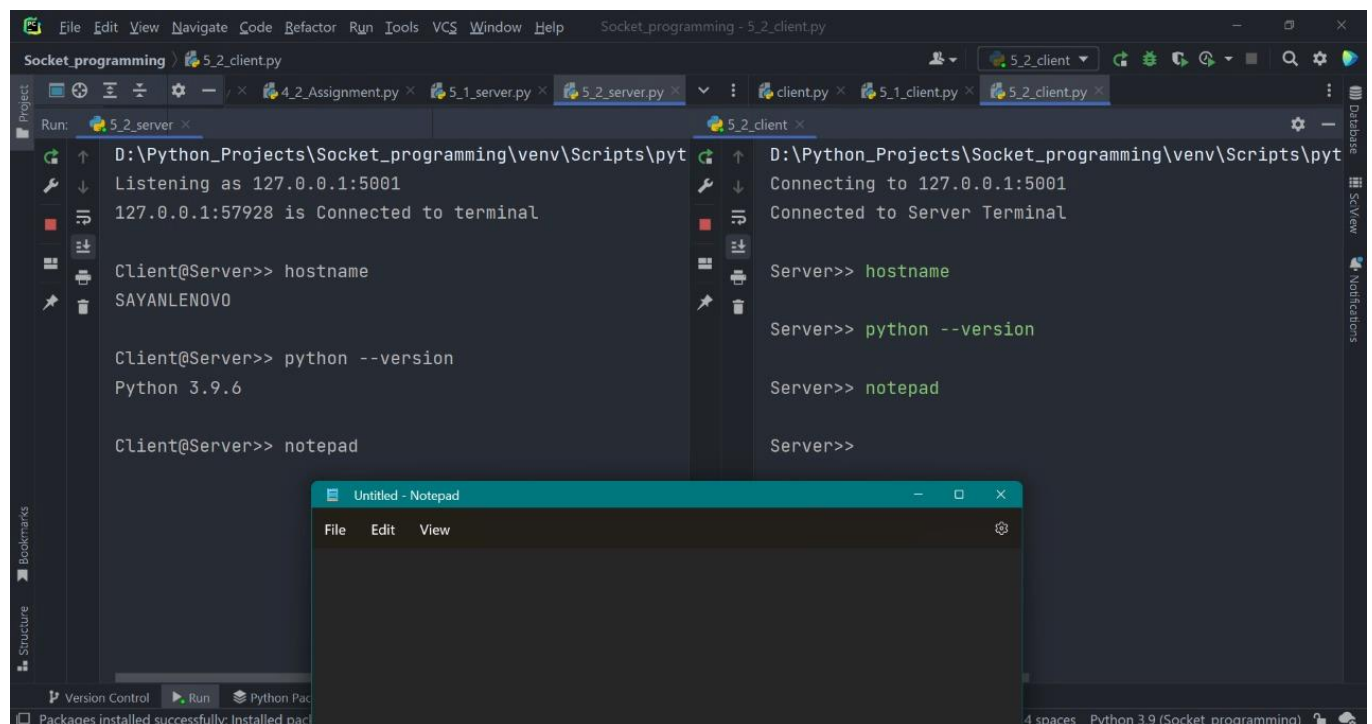 File Edit View Navigate Code Refactor Run Tools VCS Window Help Socket_programming - 5_2_client.py
Socket_programming 5_2_client.py 5_2_client
4_2_Assignment.py 5_1_server.py 5_2_server.py client.py 5_1_client.py 5_2_client.py
Project
Run: 5_2_server
D:\Python_Projects\Socket_programming\venv\Scripts\pyt
Listening as 127.0.0.1:5001
127.0.0.1:57928 is Connected to terminal
Client@Server>> hostname
SAYANLENOVO
Client@Server>> python --version
Python 3.9.6
Client@Server>> notepad
5_2_client
D:\Python_Projects\Socket_programming\venv\Scripts\pyt
Connecting to 127.0.0.1:5001
Connected to Server Terminal
Server>> hostname
Server>> python --version
Server>> notepad
Server>>
Database
SciView
Notifications
Untitled - Notepad
File Edit View
Bookmarks
Structure
Version Control Run Python Pac
Packages installed successfully: Installed pac
4 spaces Python 3.9 (Socket_programming)